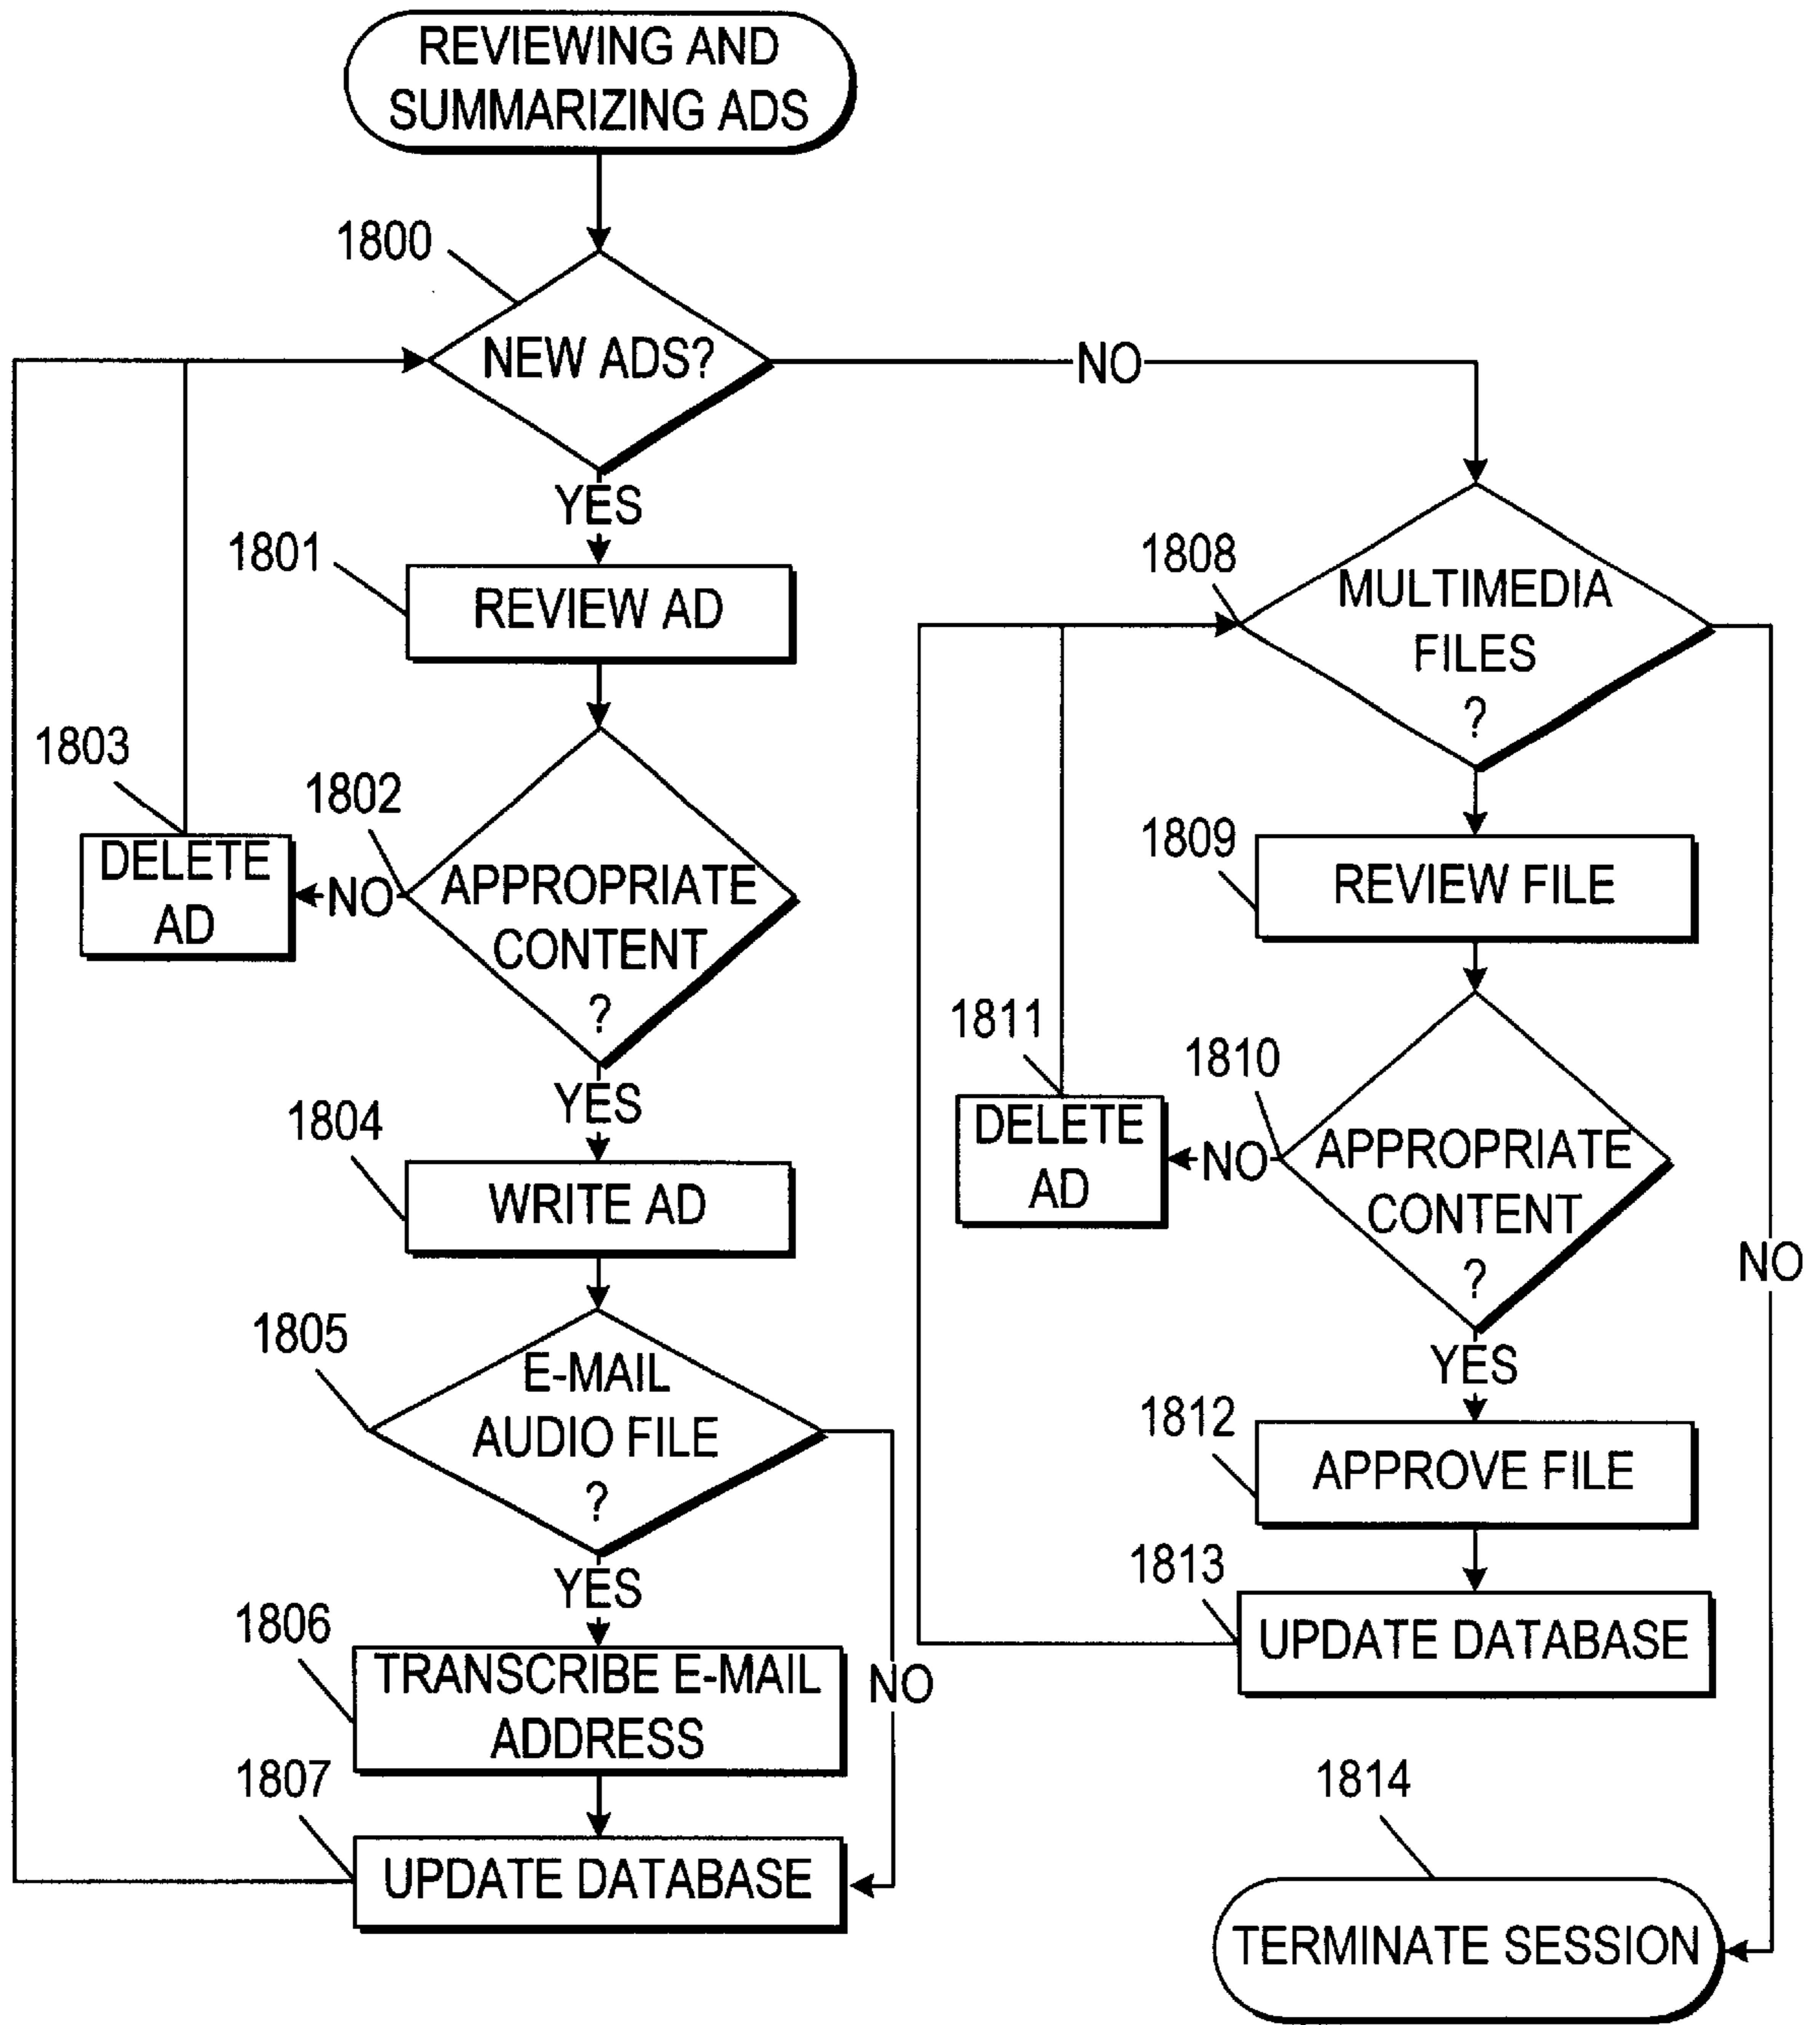 REVIEWING AND
SUMMARIZING ADS
1800
NEW ADS?
NO
YES
1801
REVIEW AD
1802
APPROPRIATE
CONTENT
?
NO
1803
DELETE
AD
YES
1804
WRITE AD
1805
E-MAIL
AUDIO FILE
?
YES
NO
1806
TRANSCRIBE E-MAIL
ADDRESS
1807
UPDATE DATABASE
1808
MULTIMEDIA
FILES
?
NO
1809
REVIEW FILE
1810
APPROPRIATE
CONTENT
?
NO
1811
DELETE
AD
YES
1812
APPROVE FILE
1813
UPDATE DATABASE
1814
TERMINATE SESSION